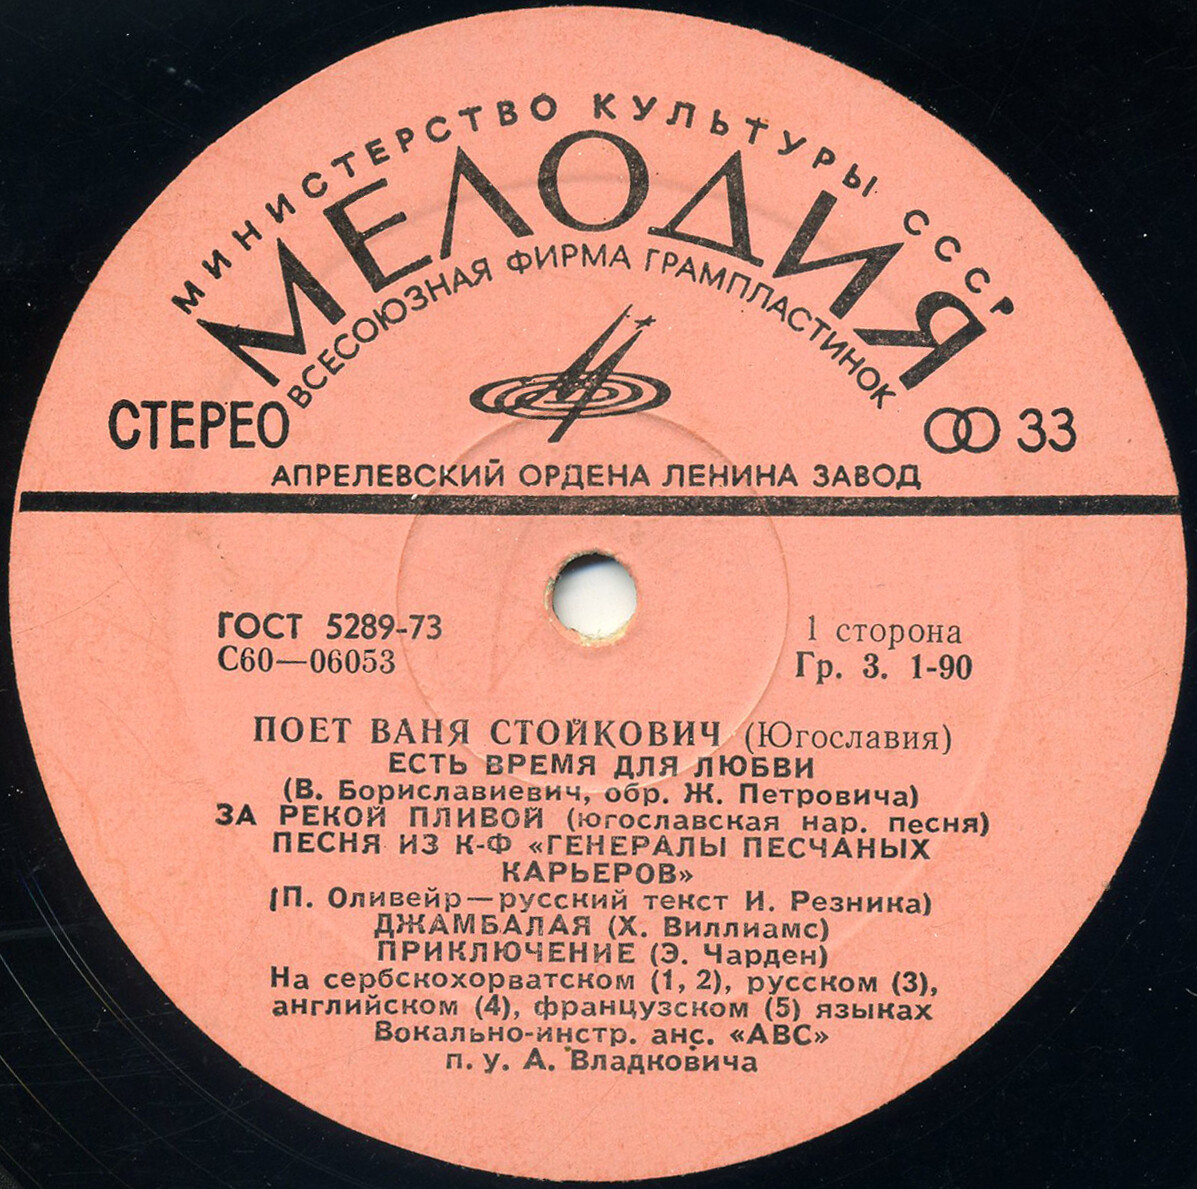 МИНИСТЕРСТВО КУЛЬТУРЫ СССР
МЕЛОДИЯ
ВСЕСОЮЗНАЯ ФИРМА ГРАМПЛАСТИНОК
СТЕРЕО
33
АПРЕЛЕВСКИЙ ОРДЕНА ЛЕНИНА ЗАВОД
ГОСТ 5289-73
С60—06053
1 сторона
Гр. 3. 1-90
ПОЕТ ВАНЯ СТОЙКОВИЧ (Югославия)
ЕСТЬ ВРЕМЯ ДЛЯ ЛЮБВИ
(В. Бориславиевич, обр. Ж. Петровича)
ЗА РЕКОЙ ПЛИВОЙ (югославская нар. песня)
ПЕСНЯ ИЗ К-Ф «ГЕНЕРАЛЫ ПЕСЧАНЫХ
КАРЬЕРОВ»
(П. Оливейр—русский текст И. Резника)
ДЖАМБАЛАЯ (Х. Виллиамс)
ПРИКЛЮЧЕНИЕ (Э. Чарден)
На сербскохорватском (1, 2), русском (3),
английском (4), французском (5) языках
Вокально-инстр. анс. «АВС»
п. у. А. Владковича